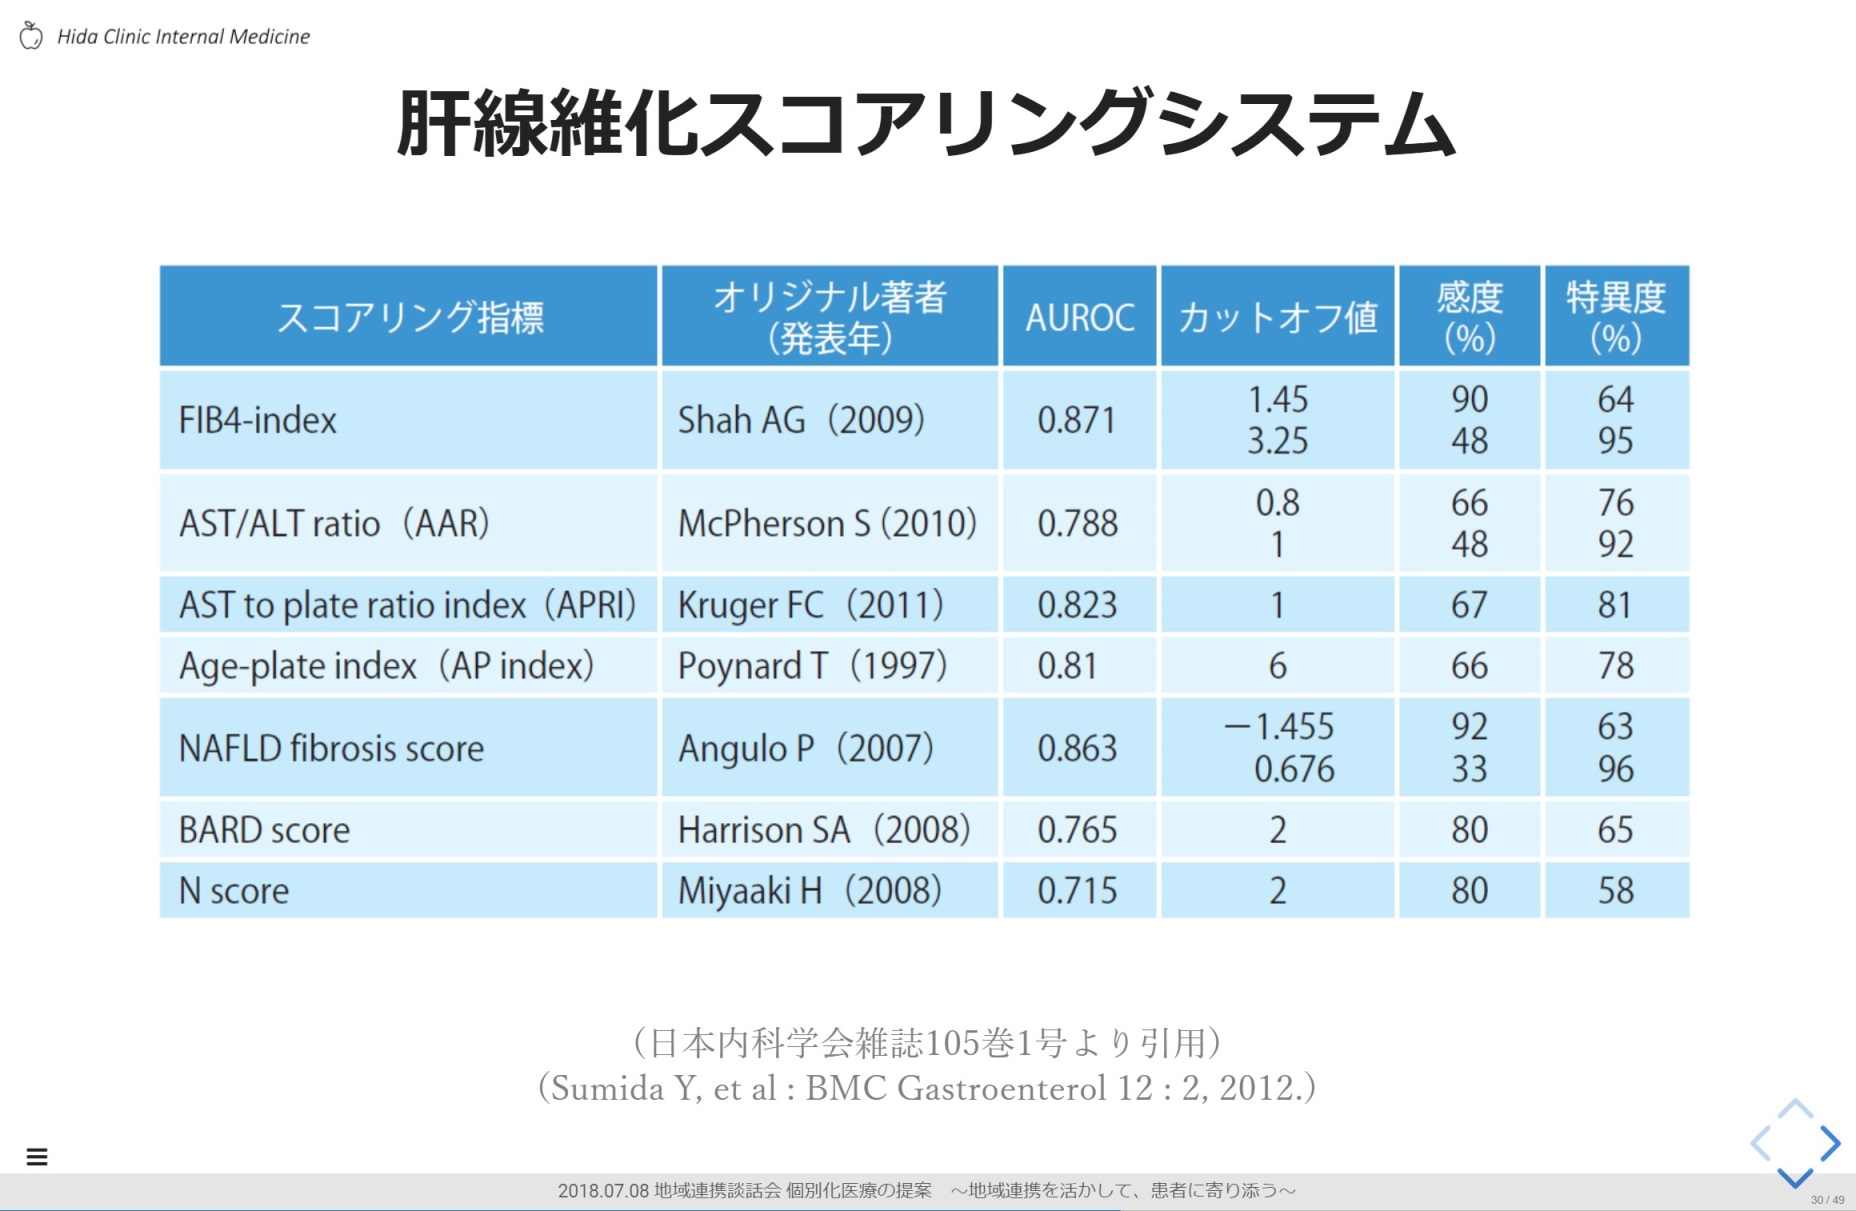 Hida Clinic Internal Medicine
肝線維化スコアリングシステム
スコアリング指標 オリジナル著者（発表年） AUROC カットオフ値 感度(%) 特異度(%)
FIB4-index Shah AG（2009） 0.871 1.45 90 64
3.25 48 95
AST/ALT ratio（AAR） McPherson S（2010） 0.788 0.8 66 76
1 48 92
AST to plate ratio index（APRI） Kruger FC（2011） 0.823 1 67 81
Age-plate index（AP index） Poynard T（1997） 0.81 6 66 78
NAFLD fibrosis score Angulo P（2007） 0.863 －1.455 92 63
0.676 33 96
BARD score Harrison SA（2008） 0.765 2 80 65
N score Miyaaki H（2008） 0.715 2 80 58
（日本内科学会雑誌105巻1号より引用）
（Sumida Y, et al : BMC Gastroenterol 12 : 2, 2012.）
2018.07.08 地域連携談話会 個別化医療の提案　～地域連携を活かして、患者に寄り添う～
30 / 49